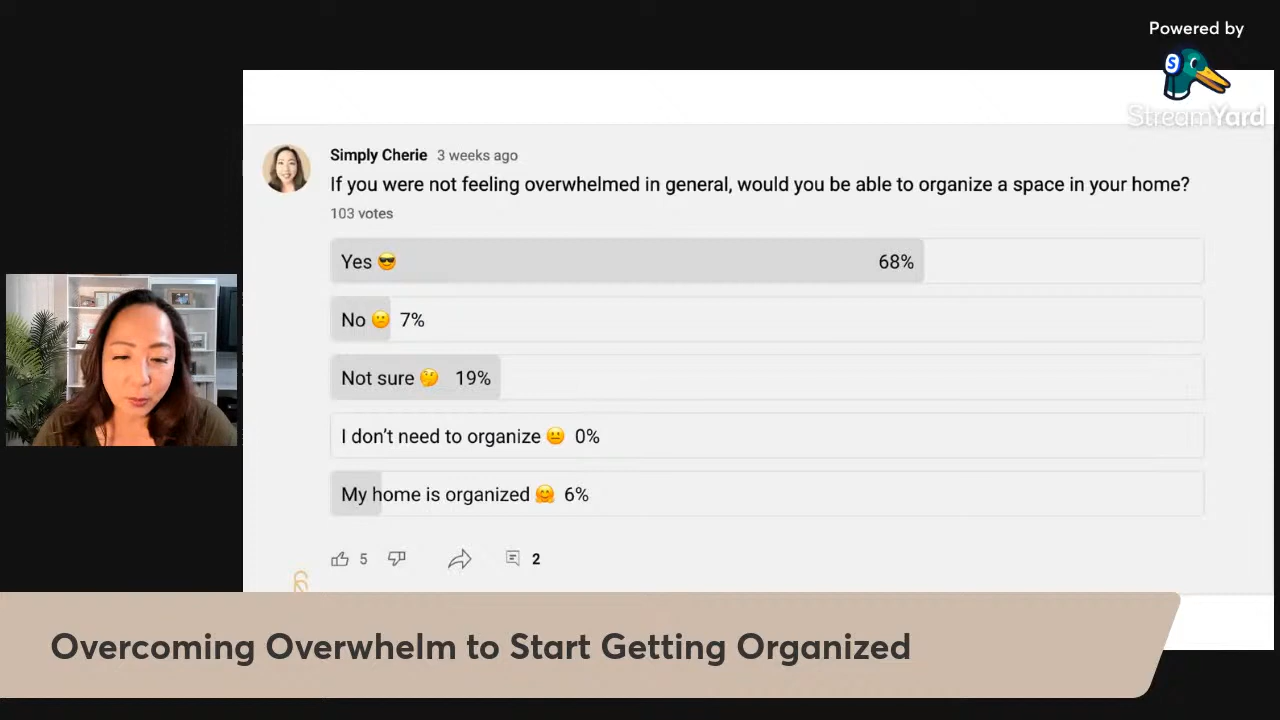 Powered by
StreamYard
Simply Cherie 3 weeks ago
If you were not feeling overwhelmed in general, would you be able to organize a space in your home?
103 votes
Yes 😎 68%
No 🙁 7%
Not sure 🤔 19%
I don’t need to organize 😐 0%
My home is organized 🤗 6%
5 2
Overcoming Overwhelm to Start Getting Organized